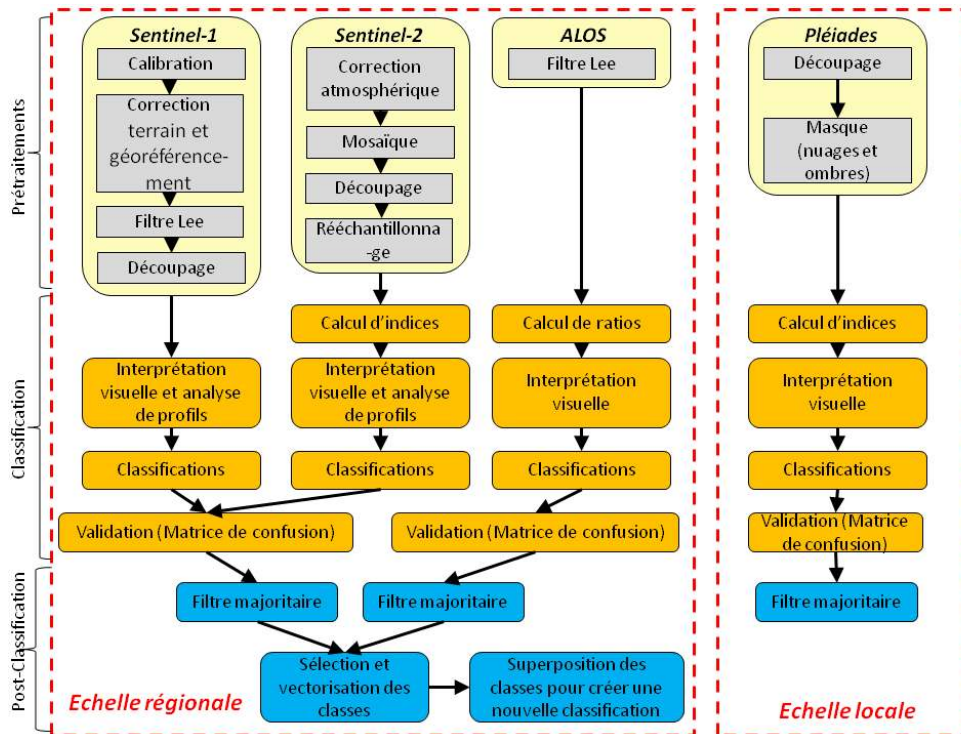 Prétraitements
Sentinel-1
Calibration
Correction
terrain et
géoréférence-
ment
Filtre Lee
Découpage
Sentinel-2
Correction
atmosphérique
Mosaïque
Découpage
Rééchantillonna
-ge
ALOS
Filtre Lee
Pléiades
Découpage
Masque
(nuages et
ombres)
Classification
Calcul d'indices
Calcul de ratios
Calcul d'indices
Interprétation
visuelle et analyse
de profils
Interprétation
visuelle et analyse
de profils
Interprétation
visuelle
Interprétation
visuelle
Classifications
Classifications
Classifications
Classifications
Validation (Matrice de confusion)
Validation (Matrice de confusion)
Validation (Matrice
de confusion)
Post-Classification
Filtre majoritaire
Filtre majoritaire
Filtre majoritaire
Sélection et
vectorisation des
classes
Superposition des
classes pour créer une
nouvelle classification
Echelle régionale
Echelle locale